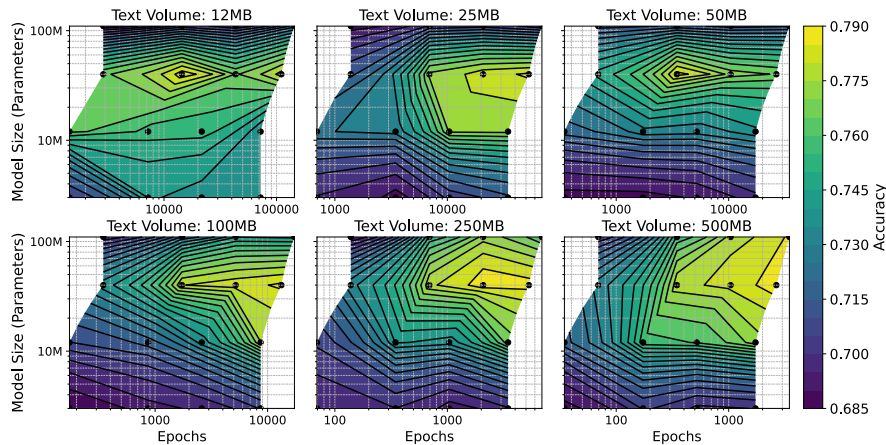 Text Volume: 12MB
Text Volume: 25MB
Text Volume: 50MB
Model Size (Parameters)
100M
10M
10000
100000
1000
10000
1000
10000
Text Volume: 100MB
Text Volume: 250MB
Text Volume: 500MB
Model Size (Parameters)
100M
10M
1000
10000
100
1000
100
1000
Epochs
Epochs
Epochs
0.790
0.775
0.760
0.745
0.730
0.715
0.700
0.685
Accuracy